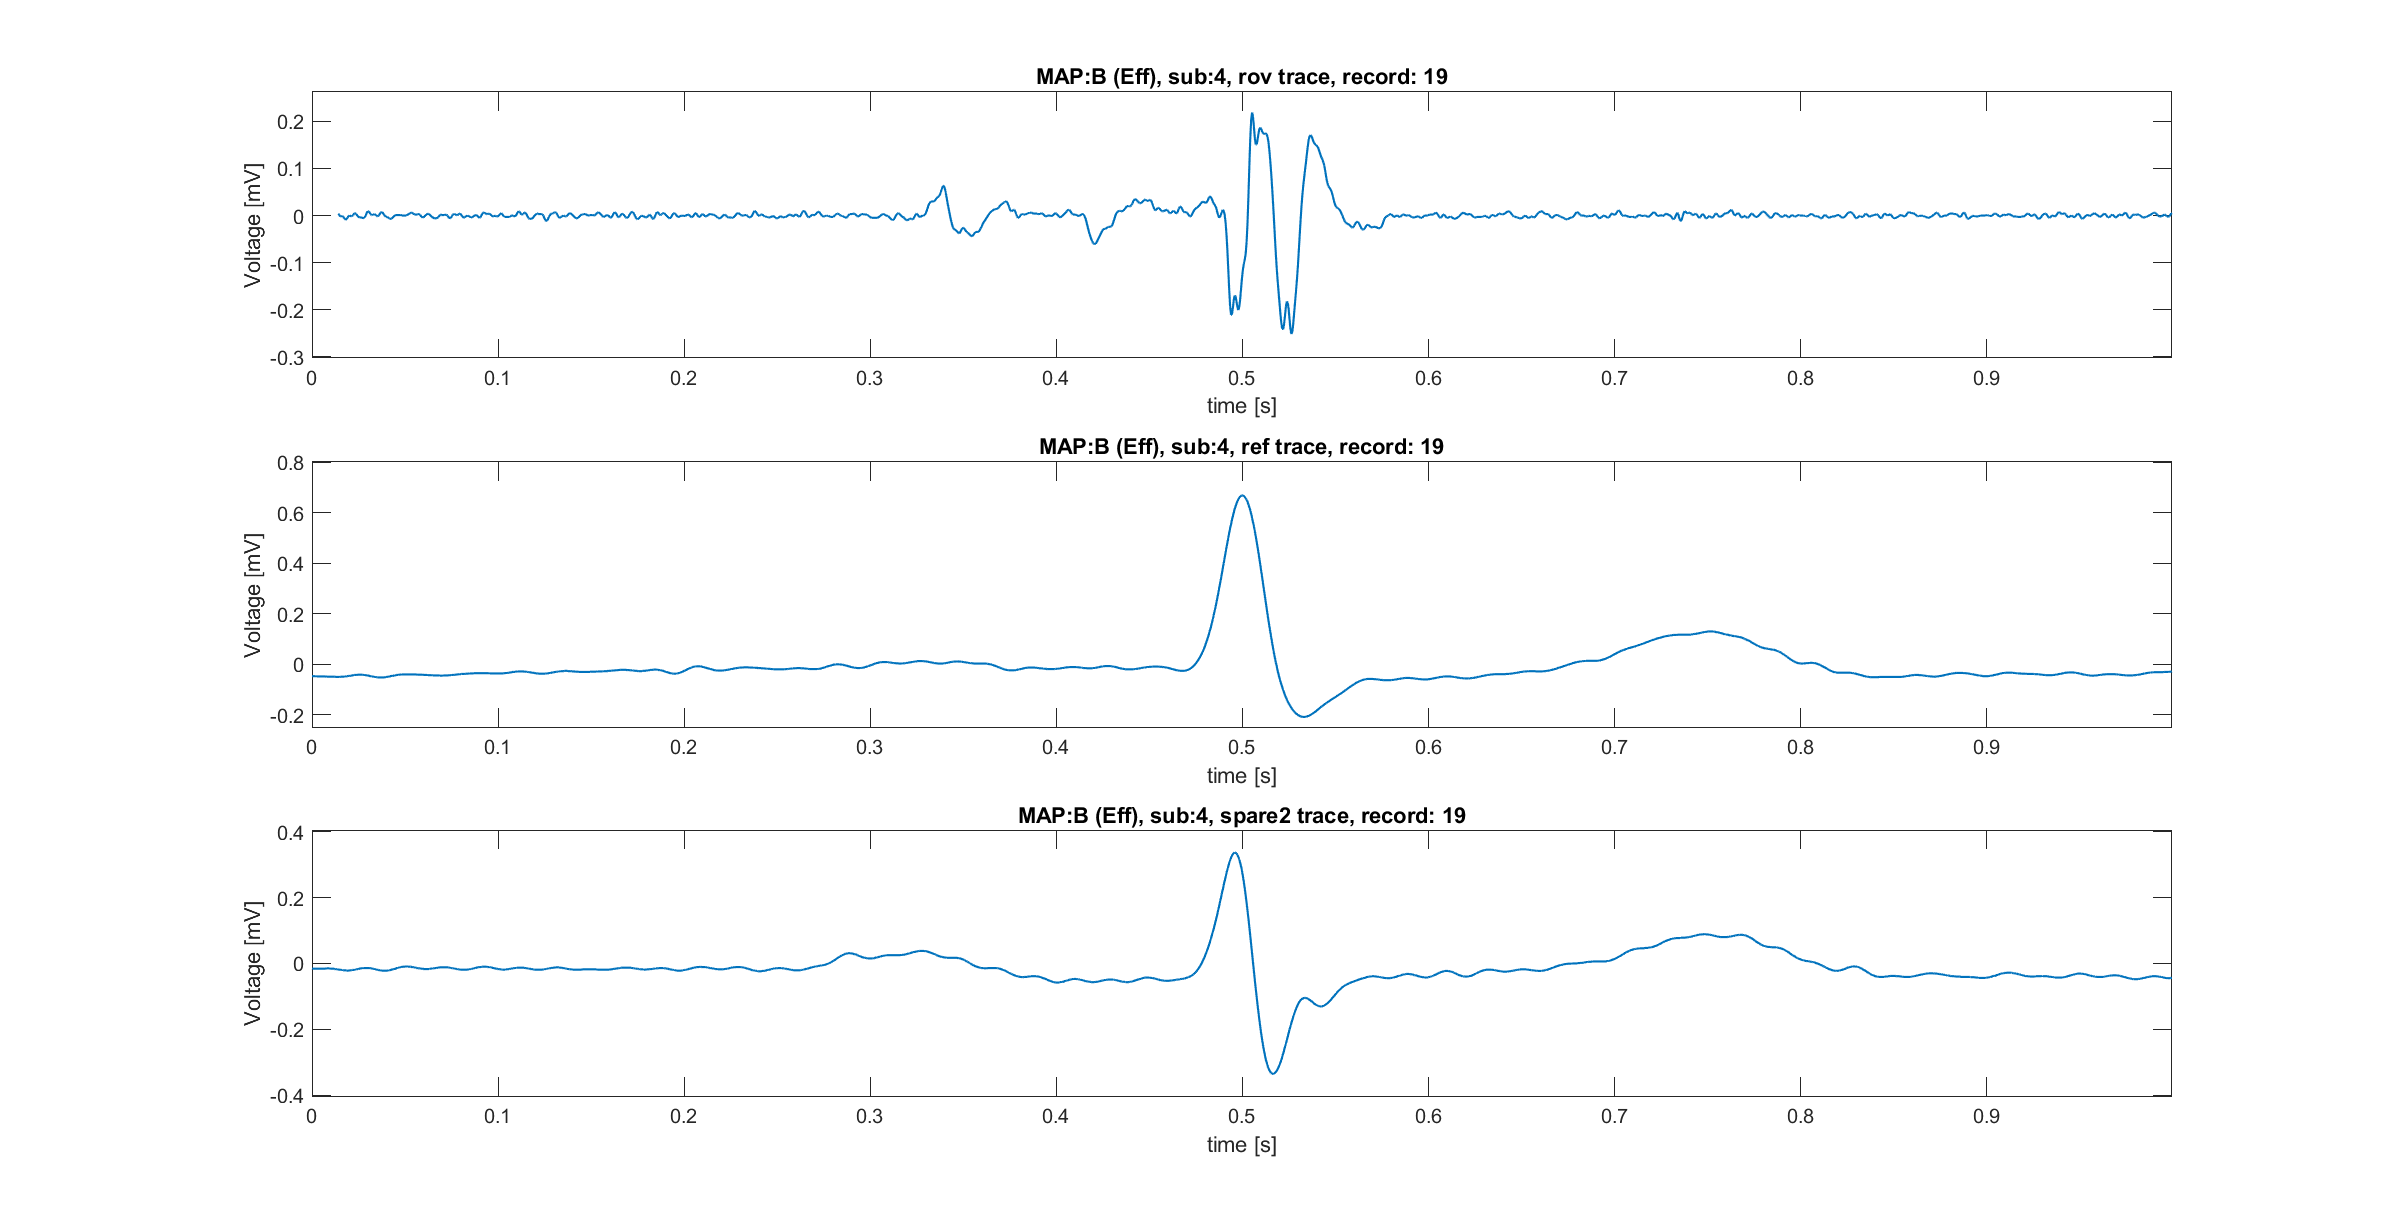 MAP:B (Eff), sub:4, rov trace, record: 19
0.2
0.1
0
-0.1
-0.2
-0.3
Voltage [mV]
0 0.1 0.2 0.3 0.4 0.5 0.6 0.7 0.8 0.9
time [s]
MAP:B (Eff), sub:4, ref trace, record: 19
0.8
0.6
0.4
0.2
0
-0.2
Voltage [mV]
0 0.1 0.2 0.3 0.4 0.5 0.6 0.7 0.8 0.9
time [s]
MAP:B (Eff), sub:4, spare2 trace, record: 19
0.4
0.2
0
-0.2
-0.4
Voltage [mV]
0 0.1 0.2 0.3 0.4 0.5 0.6 0.7 0.8 0.9
time [s]